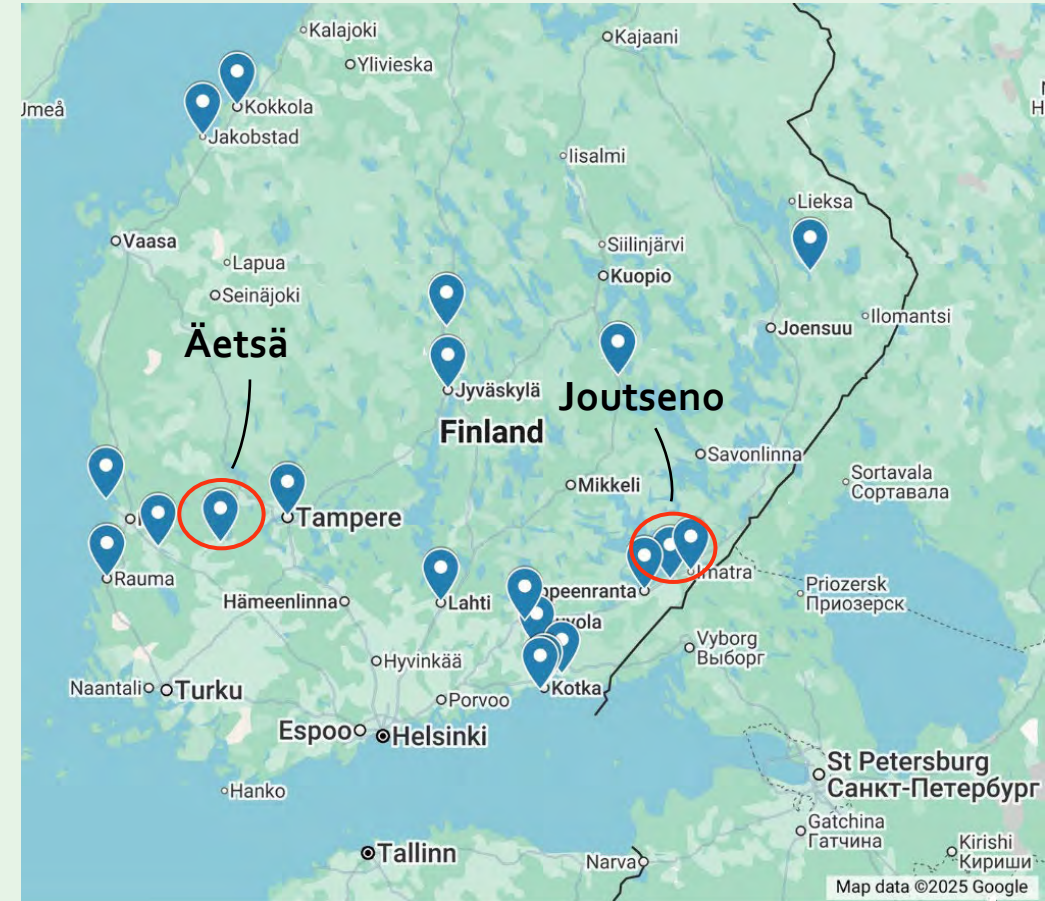 Kalajoki
Kajaani
Ylivieska
Umeå
Kokkola
Jakobstad
Iisalmi
Lieksa
Vaasa
Siilinjärvi
Lapua
Kuopio
Seinäjoki
Ilomantsi
Joensuu
Äetsä
Jyväskylä
Joutseno
Finland
Savonlinna
Sortavala
Сортавала
Mikkeli
Tampere
Imatra
Rauma
Priozersk
Приозерск
ppeenranta
Hämeenlinna
Lahti
vola
Vyborg
Выборг
Hyvinkää
Naantali
Turku
Kotka
Porvoo
Espoo
Helsinki
St Petersburg
Санкт-Петербург
Hanko
Gatchina
Гатчина
Kirishi
Кириши
Tallinn
Narva
Map data ©2025 Google